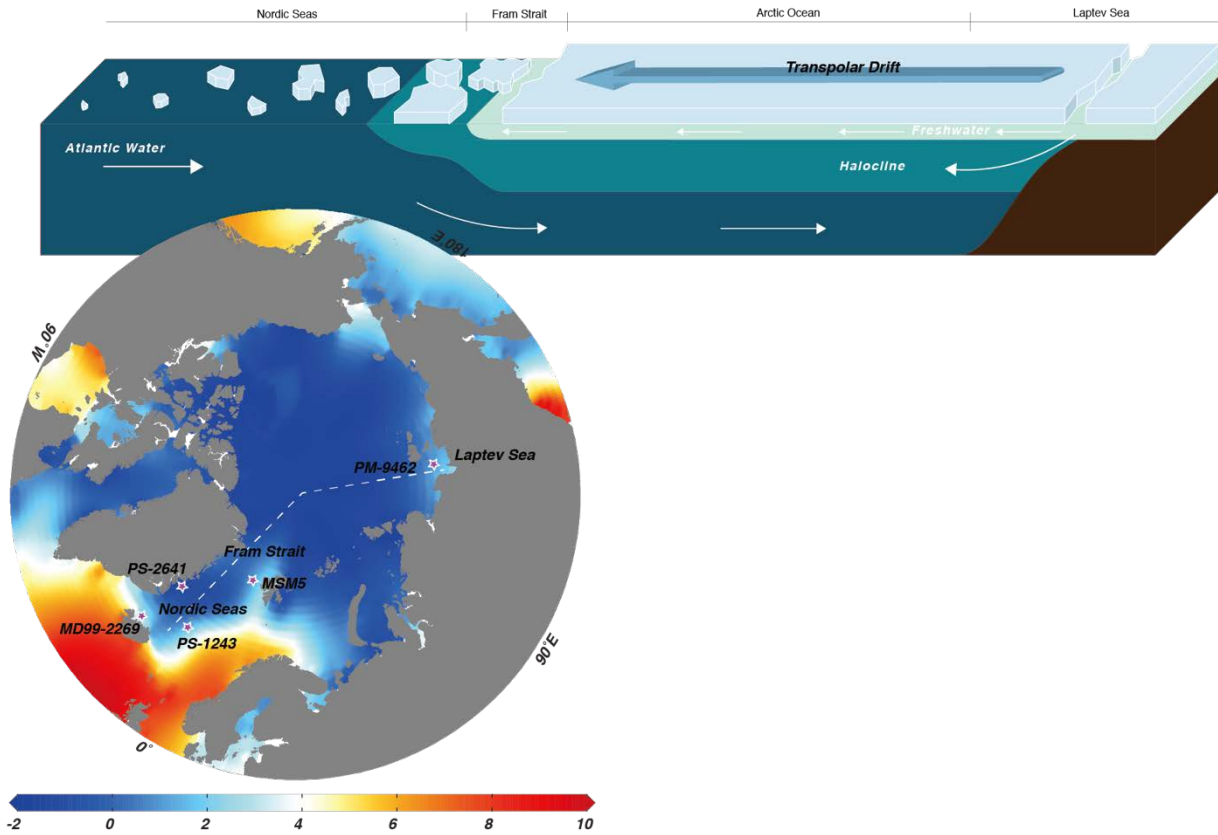 Nordic Seas Fram Strait Arctic Ocean Laptev Sea
Transpolar Drift
Freshwater
Atlantic Water
Halocline
180°E
90°W
Laptev Sea
PM-9462
Fram Strait
PS-2641
MSM5
Nordic Seas
MD99-2269
PS-1243
90°E
0°
-2 0 2 4 6 8 10